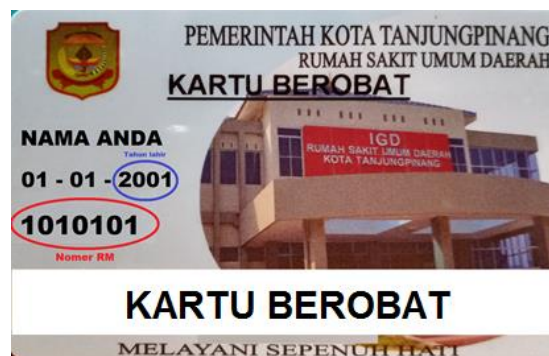 PEMERINTAH KOTA TANJUNGPINANG
RUMAH SAKIT UMUM DAERAH
KARTU BEROBAT
IGD
RUMAH SAKIT UMUM DAERAH
KOTA TANJUNGPINANG
NAMA ANDA
Tahun lahir
01 - 01 - 2001
1010101
Nomer RM
KARTU BEROBAT
MELAYANI SEPENUH HATI